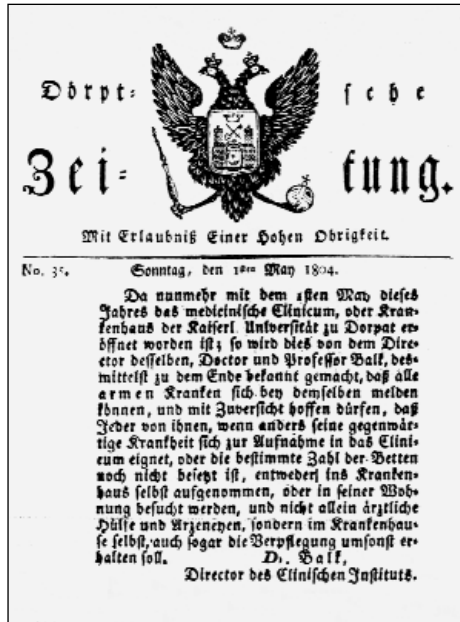 Dörpt⸗ sche
Zei⸗ tung.
Mit Erlaubniß Einer Hohen Obrigkeit.
No. 35. Sonntag, den 1sten May 1804.
Da nunmehr mit dem 1sten May dieses
Jahres das medicinische Clinicum, oder Kran⸗
kenhaus der Kaiserl. Universität zu Dorpat er⸗
öffnet worden ist; so wird dies von dem Dire⸗
ctor desselben, Doctor und Professor Balk, des⸗
mittelst zu dem Ende bekannt gemacht, daß alle
armen Kranken sich bey demselben melden
können, und mit Zuversicht hoffen dürfen, daß
Jeder von ihnen, wenn anders seine gegenwär⸗
tige Krankheit sich zur Aufnahme in das Clini⸗
cum eignet, oder die bestimmte Zahl der Betten
noch nicht besetzt ist, entweder ins Kranken⸗
haus selbst aufgenommen, oder in seiner Woh⸗
nung besucht werden, und nicht allein ärztliche
Hülfe und Arzeneyen, sondern im Krankenhau⸗
se selbst, auch sogar die Verpflegung umsonst er⸗
halten soll. Dr. Balk,
Director des Clinischen Instituts.